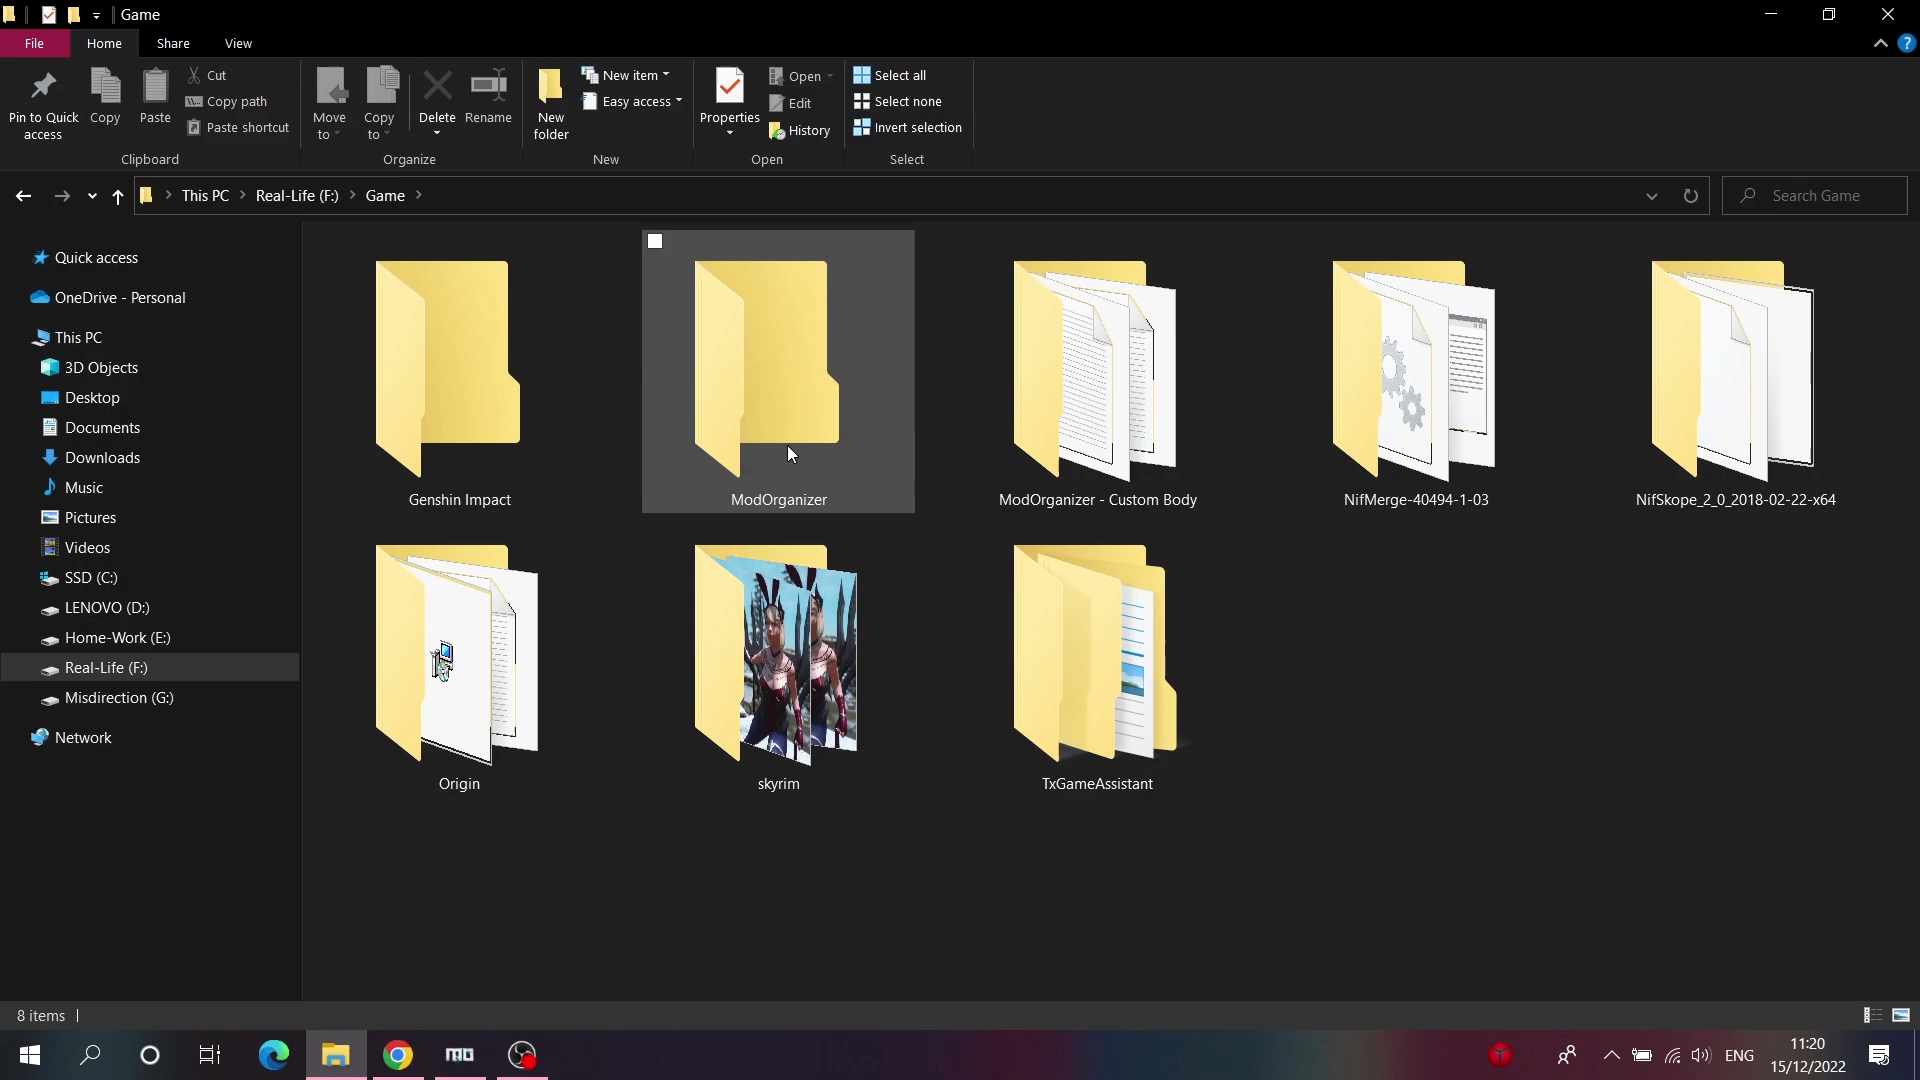 Game
File
Home
Share
View
?
Pin to Quick
access
Copy
Paste
Cut
Copy path
Paste shortcut
Clipboard
Move
to
Copy
to
Delete
Rename
Organize
New
folder
New item
Easy access
New
Properties
Open
Edit
History
Open
Select all
Select none
Invert selection
Select
This PC
Real-Life (F:)
Game
Search Game
Quick access
OneDrive - Personal
This PC
3D Objects
Desktop
Documents
Downloads
Music
Pictures
Videos
SSD (C:)
LENOVO (D:)
Home-Work (E:)
Real-Life (F:)
Misdirection (G:)
Network
Genshin Impact
ModOrganizer
ModOrganizer - Custom Body
NifMerge-40494-1-03
NifSkope_2_0_2018-02-22-x64
Origin
skyrim
TxGameAssistant
8 items
ENG
11:20
15/12/2022